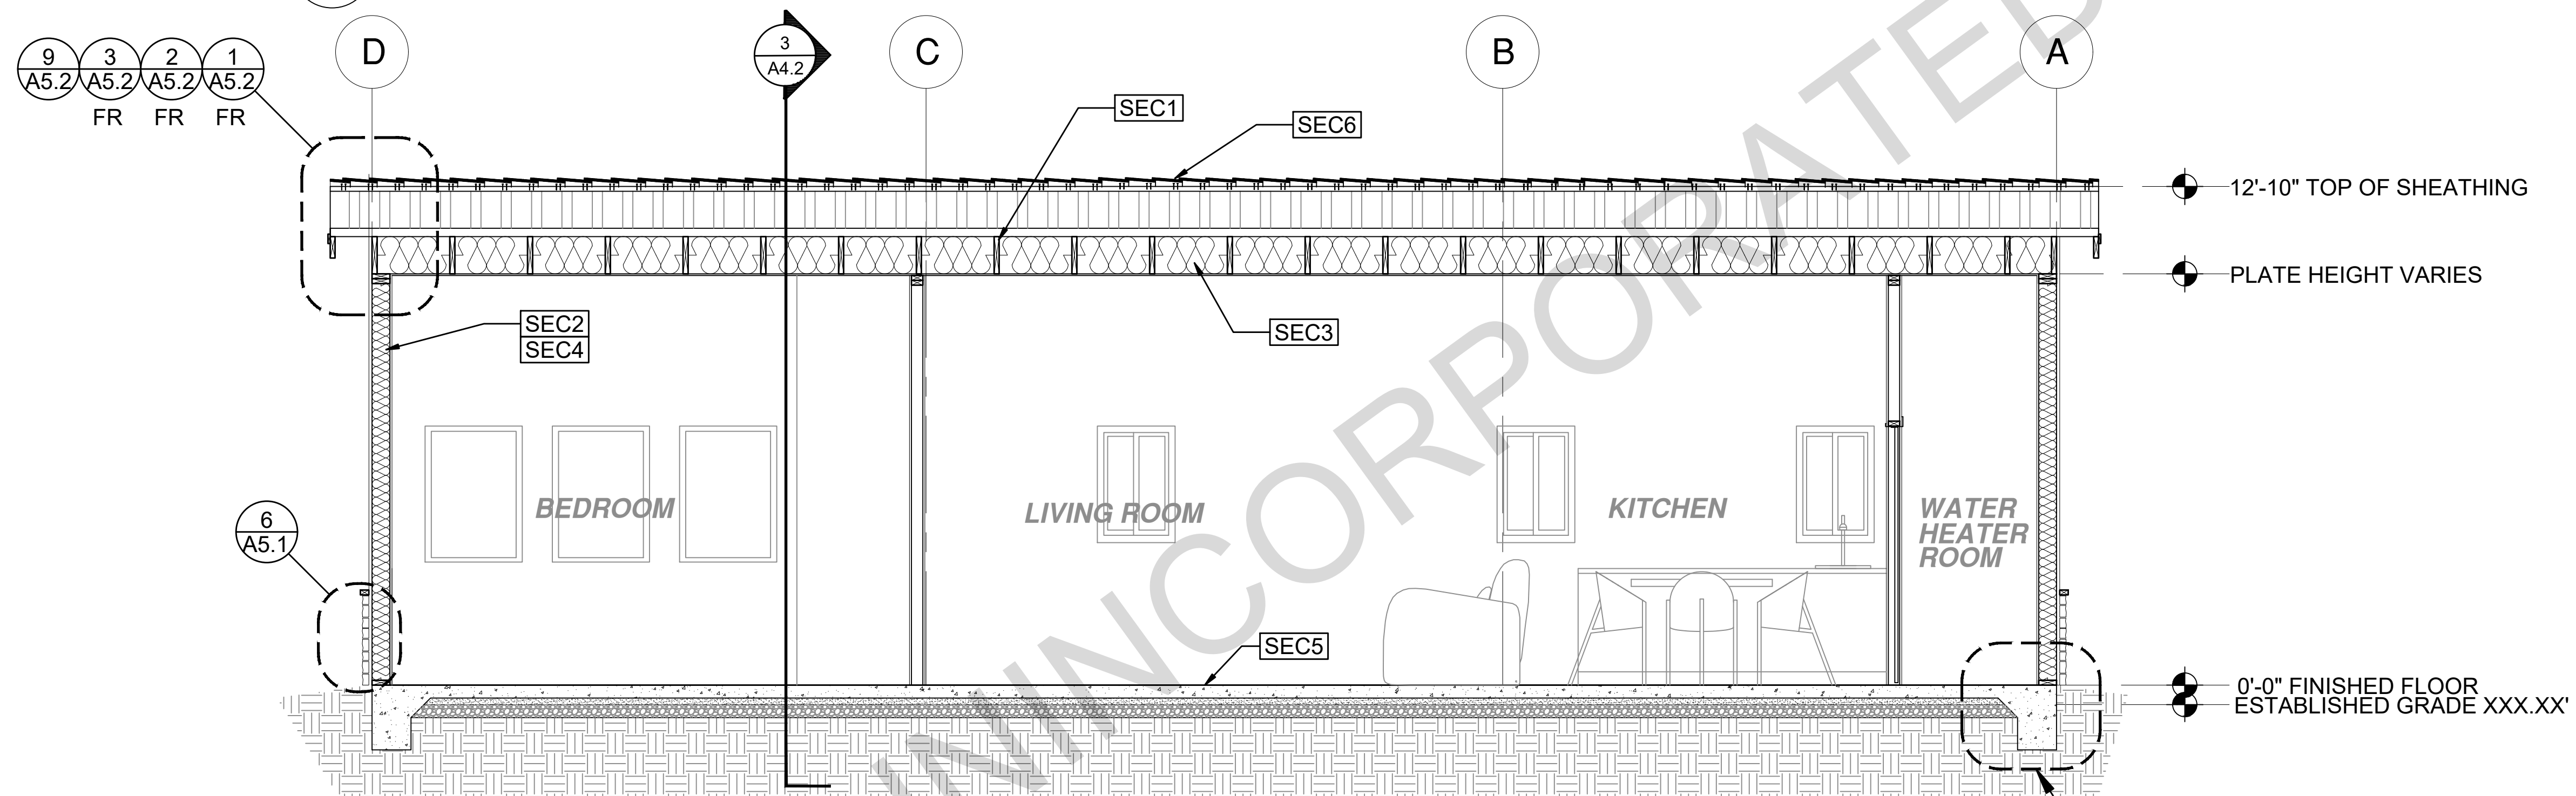 D
3
A4.2
C
B
A
9
A5.2
3
A5.2
FR
2
A5.2
FR
1
A5.2
FR
SEC1
SEC6
12'-10" TOP OF SHEATHING
PLATE HEIGHT VARIES
SEC2
SEC4
SEC3
BEDROOM
LIVING ROOM
KITCHEN
WATER
HEATER
ROOM
6
A5.1
SEC5
0'-0" FINISHED FLOOR
ESTABLISHED GRADE XXX.XX'
NINCORPORATED